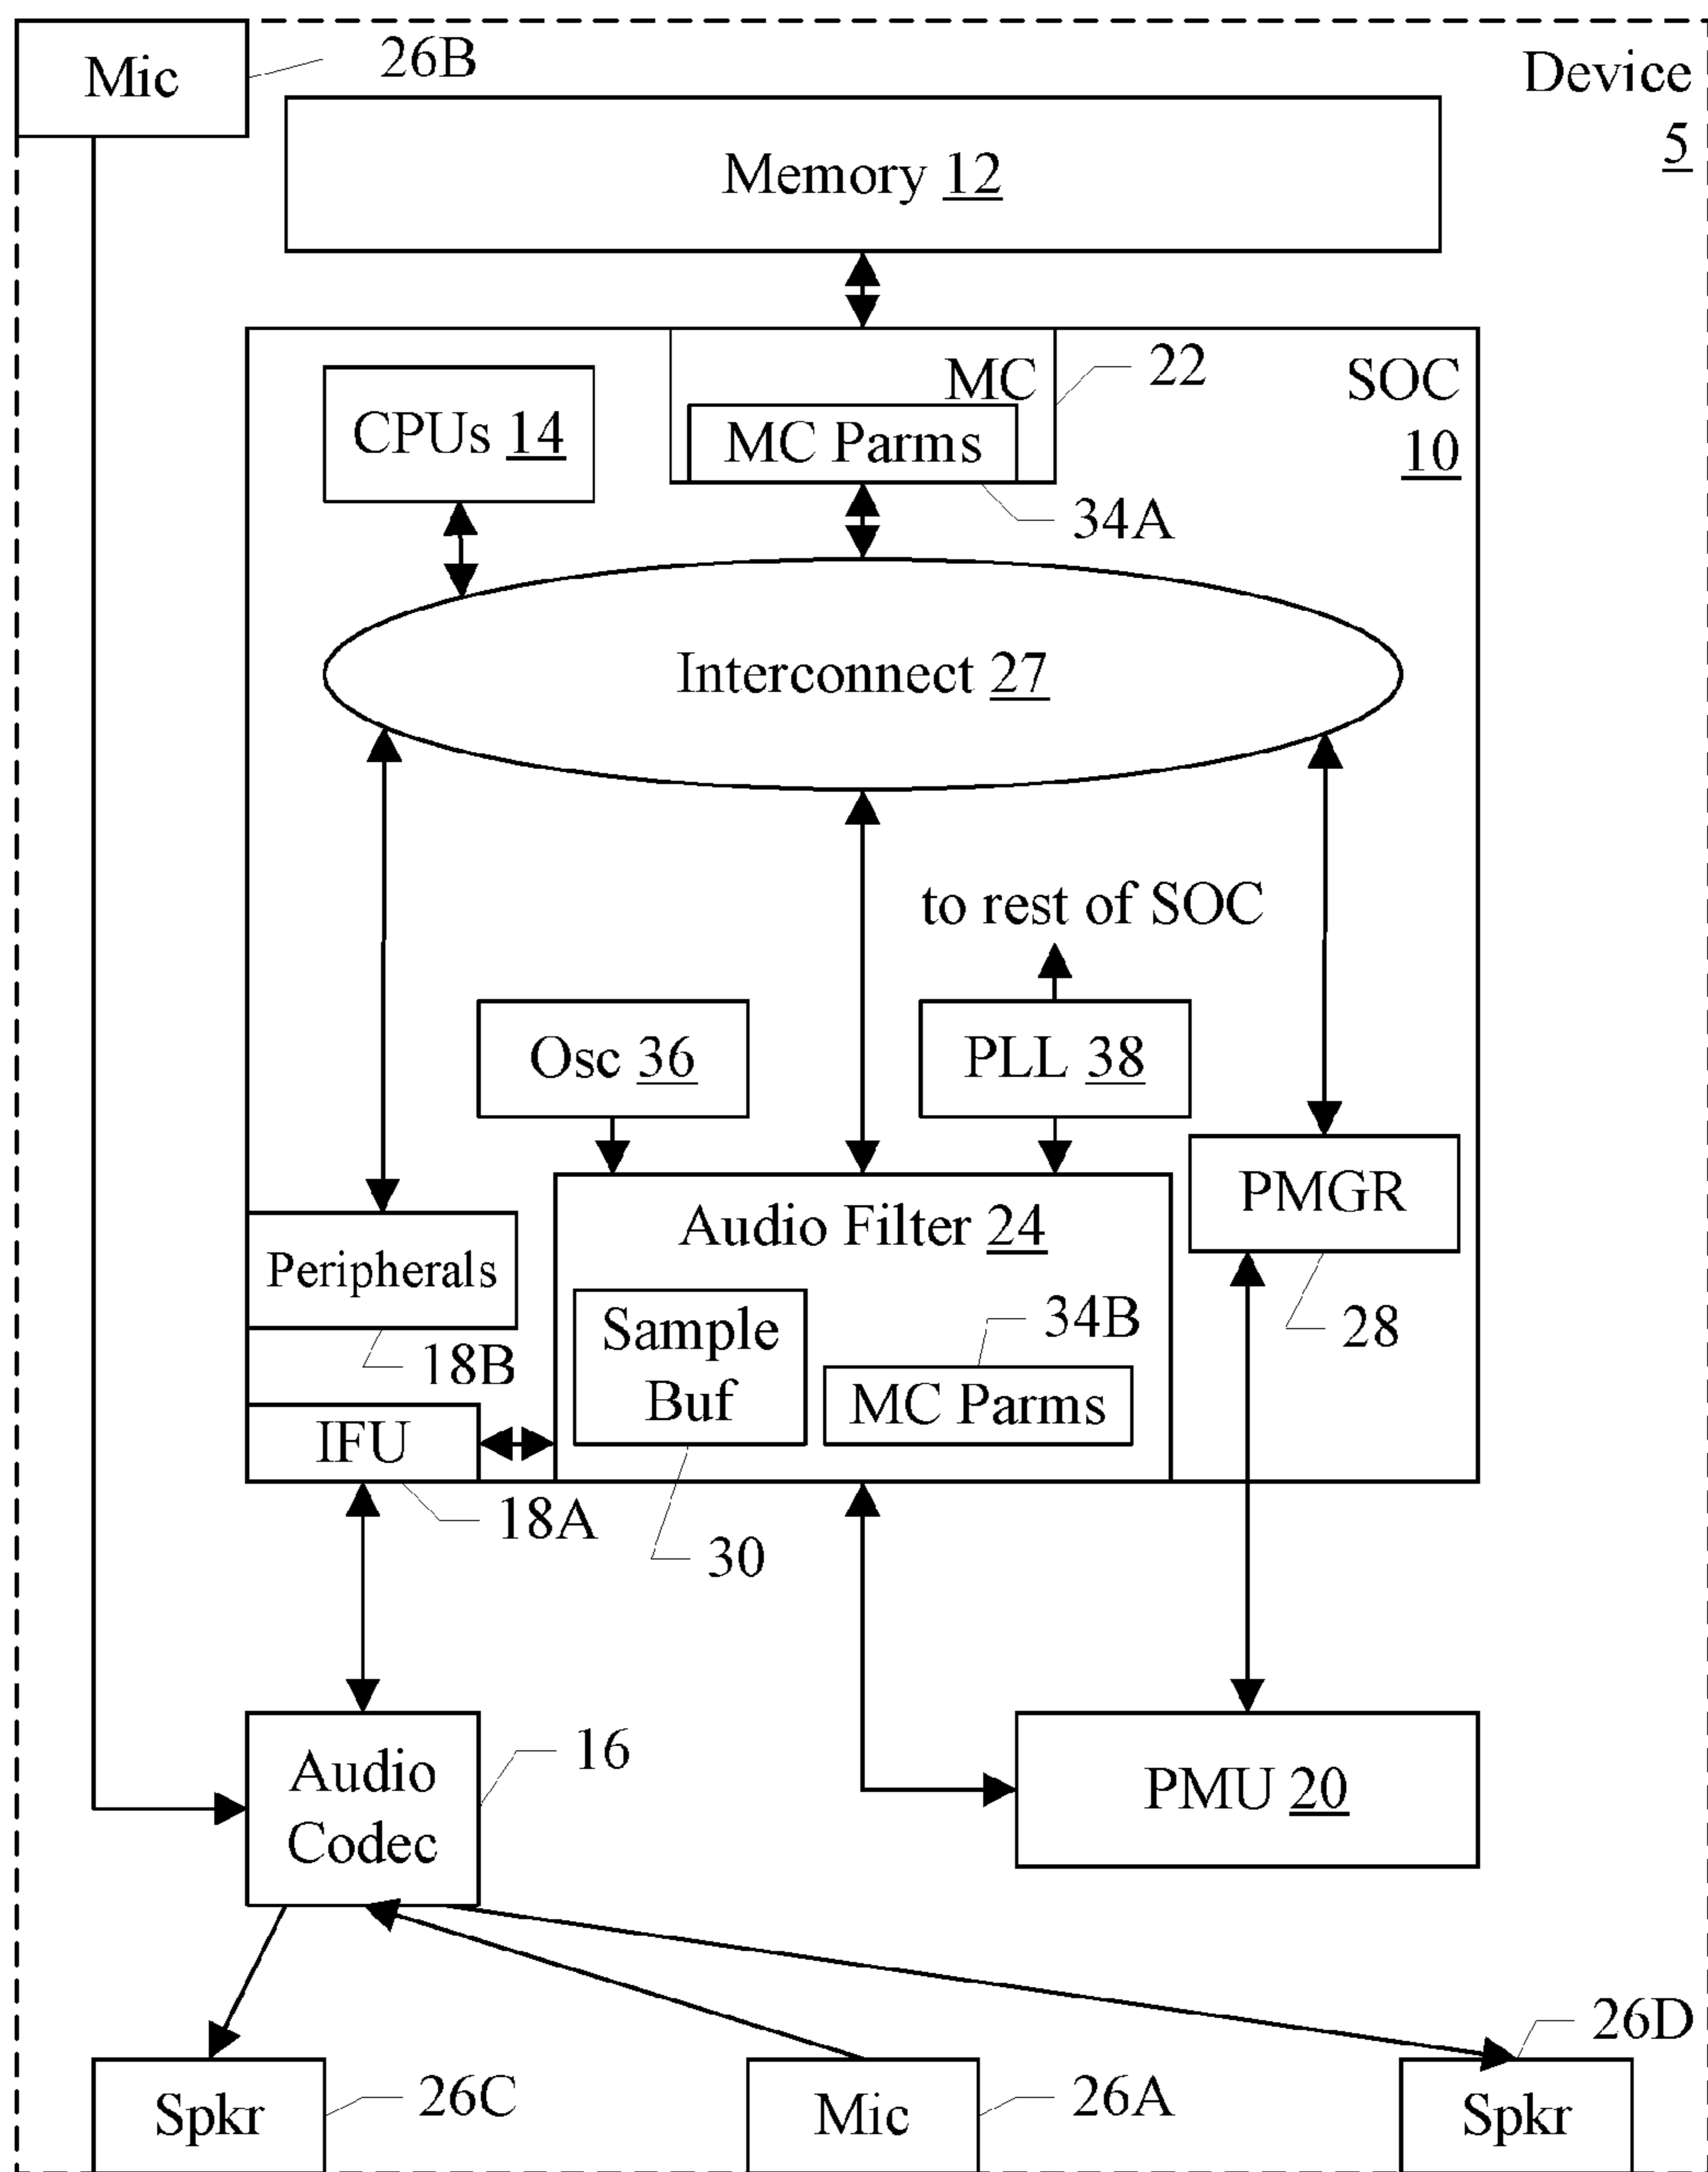 Mic
26B
Device
5
Memory 12
MC
22
SOC
10
CPUs 14
MC Parms
34A
Interconnect 27
to rest of SOC
Osc 36
PLL 38
PMGR
28
Audio Filter 24
Peripherals
18B
Sample
Buf
34B
MC Parms
IFU
18A
30
Audio
Codec
16
PMU 20
26D
Spkr
26C
Mic
26A
Spkr